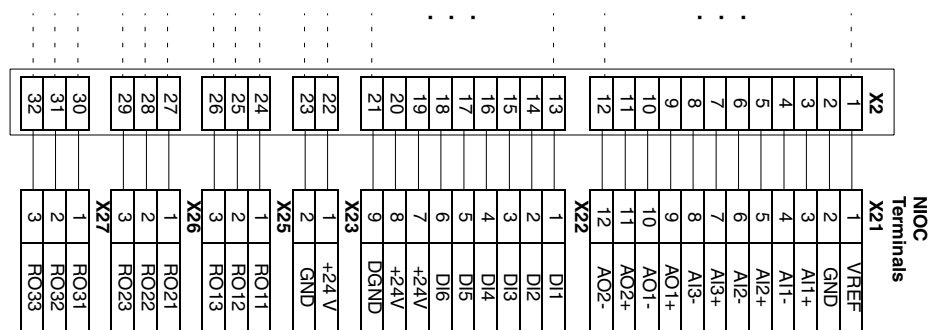 NIOC
Terminals
X2 X21
1 1 VREF
2 2 GND
3 3 AI1+
4 4 AI1-
5 5 AI2+
6 6 AI2-
7 7 AI3+
8 8 AI3-
9 9 AO1+
10 10 AO1-
11 11 AO2+
12 12 AO2-
X22
13 1 DI1
14 2 DI2
15 3 DI3
16 4 DI4
17 5 DI5
18 6 DI6
19 7 +24V
20 8 +24V
21 9 DGND
X23
22 1 +24 V
23 2 GND
X25
24 1 RO11
25 2 RO12
26 3 RO13
X26
27 1 RO21
28 2 RO22
29 3 RO23
X27
30 1 RO31
31 2 RO32
32 3 RO33